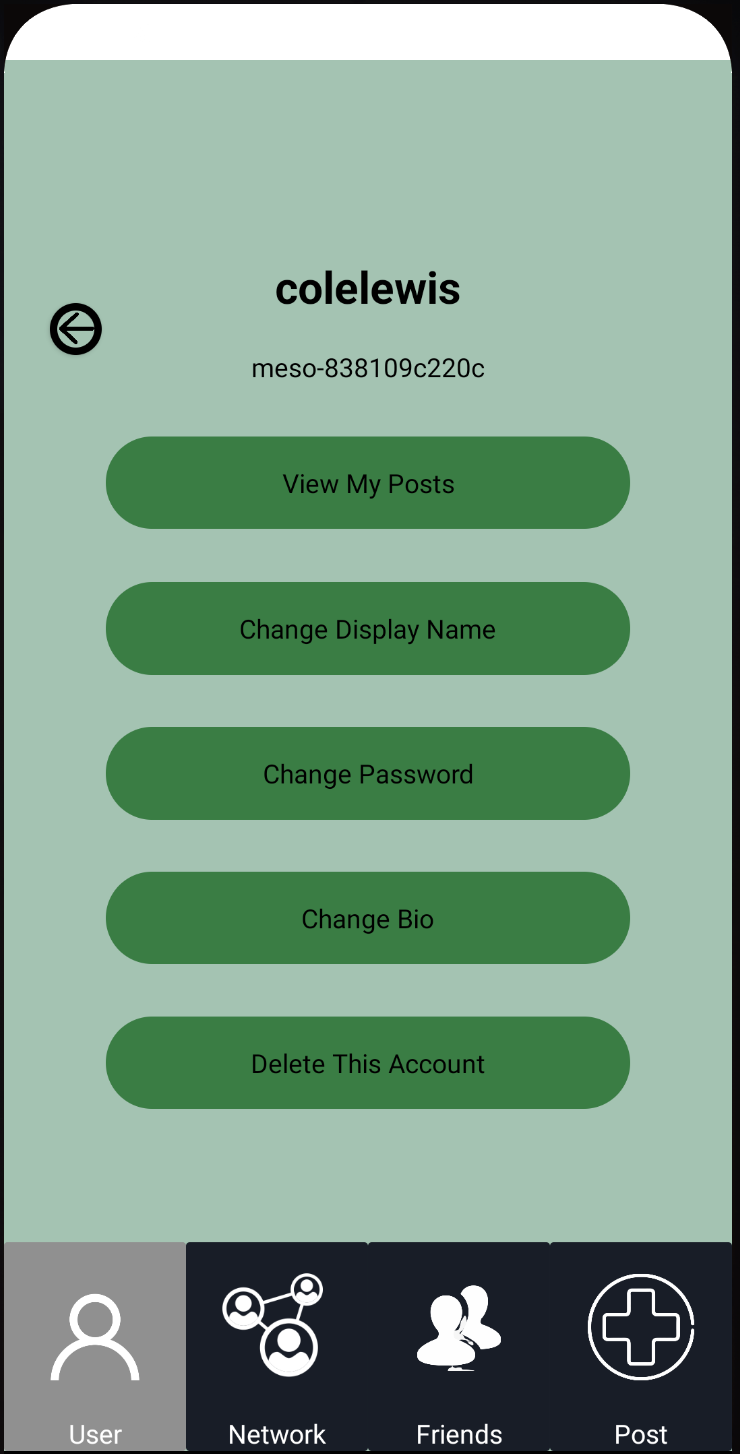 colelewis
meso-838109c220c
View My Posts
Change Display Name
Change Password
Change Bio
Delete This Account
User
Network
Friends
Post